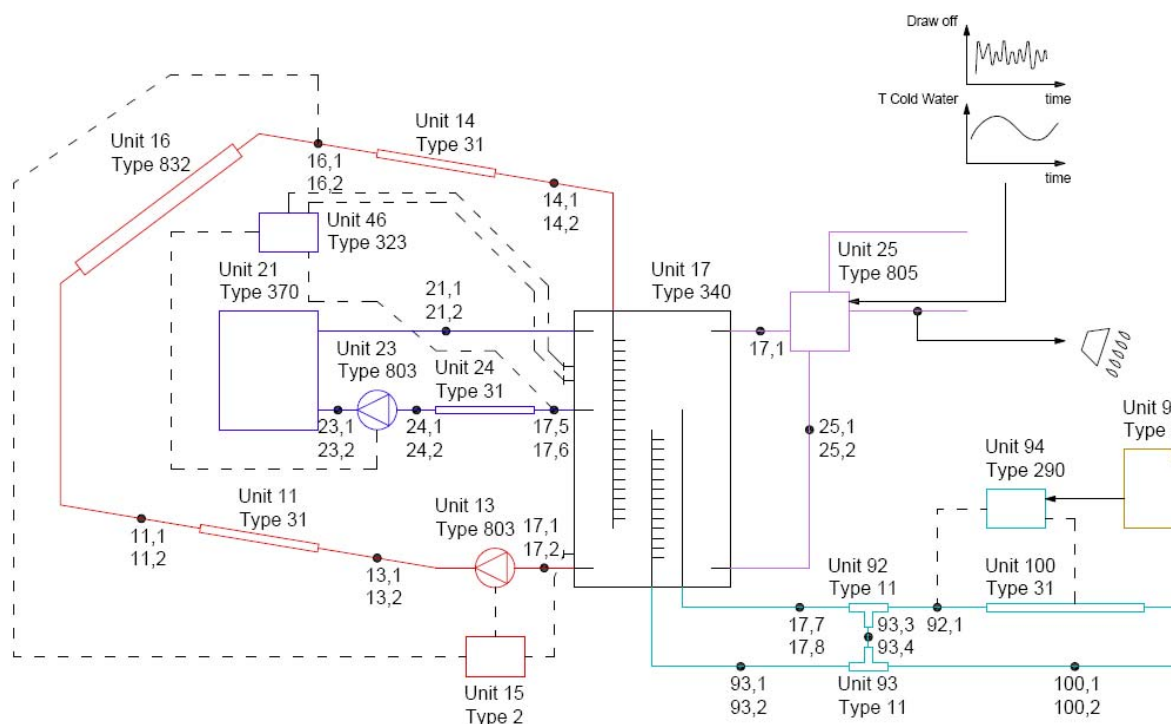 Draw off
time
T Cold Water
time
Unit 14
Type 31
Unit 16
Type 832
16,1
16,2
14,1
14,2
Unit 46
Type 323
Unit 25
Type 805
Unit 21
Type 370
Unit 17
Type 340
21,1
21,2
17,1
Unit 23
Type 803
Unit 24
Type 31
23,1
23,2
24,1
24,2
17,5
17,6
25,1
25,2
Unit 9
Type
Unit 94
Type 290
Unit 11
Type 31
Unit 13
Type 803
17,1
17,2
11,1
11,2
13,1
13,2
Unit 92
Type 11
Unit 100
Type 31
17,7
17,8
93,3
93,4
92,1
Unit 15
Type 2
93,1
93,2
Unit 93
Type 11
100,1
100,2